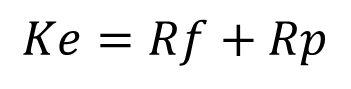 Ke = Rf + Rp